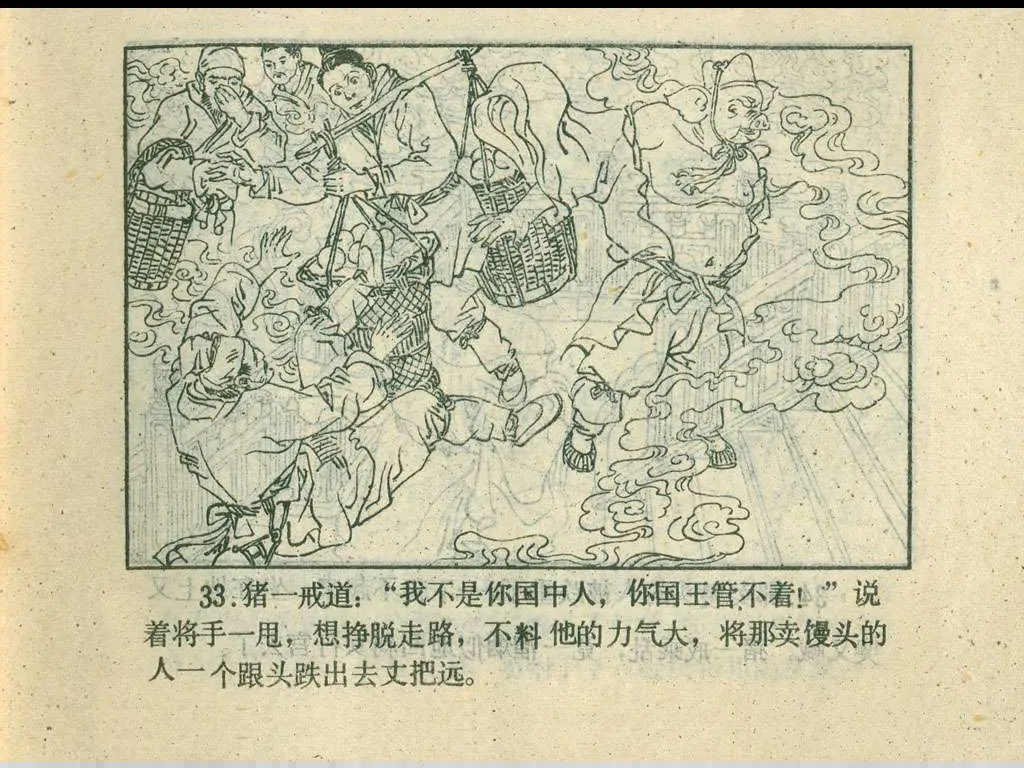 33.猪一戒道：“我不是你国中人，你国王管不着！”说
着将手一甩，想挣脱走路，不料他的力气大，将那卖馒头的
人一个跟头跌出去丈把远。